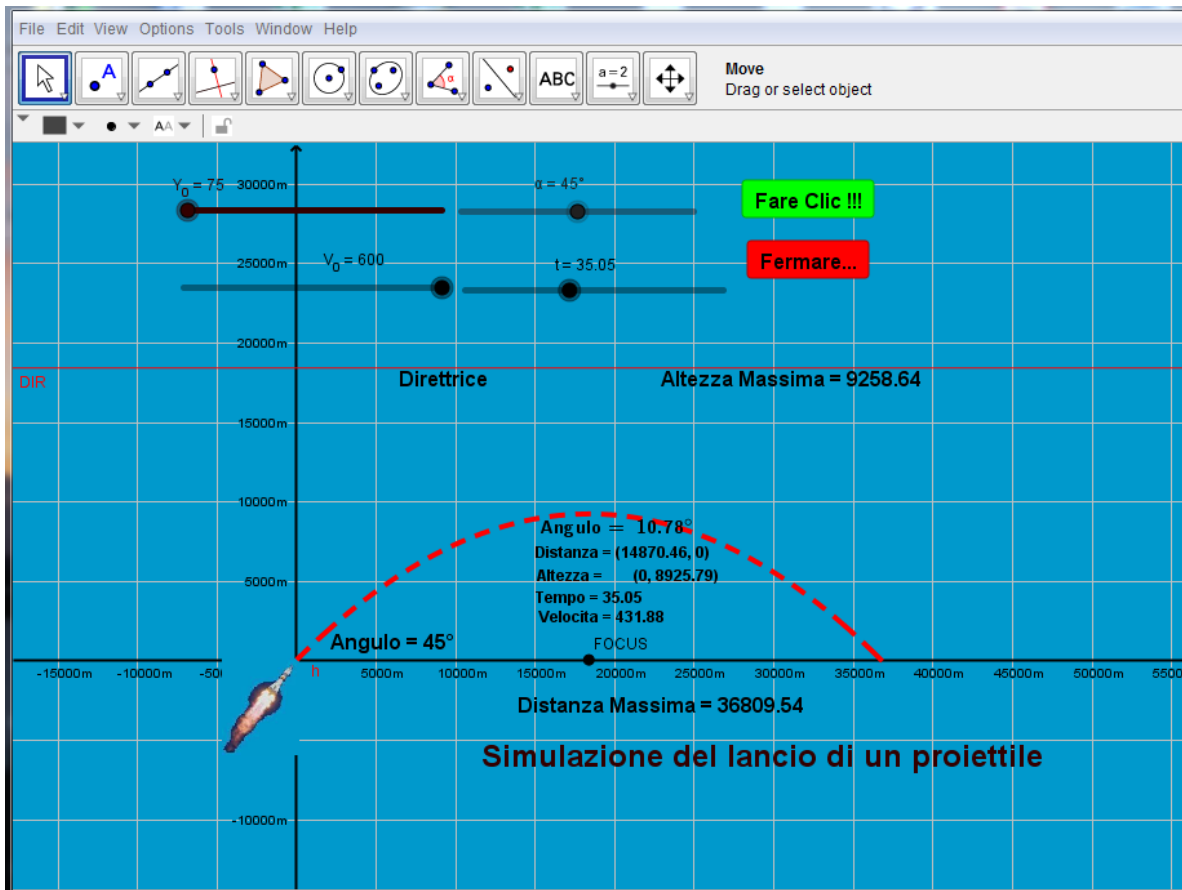 File Edit View Options Tools Window Help
A
α
ABC
a = 2
Move
Drag or select object
AA
Y₀ = 75
30000m
α = 45°
Fare Clic !!!
25000m
V₀ = 600
t = 35.05
Fermare...
20000m
DIR
Direttrice
Altezza Massima = 9258.64
15000m
10000m
Angulo = 10.78°
Distanza = (14870.46, 0)
5000m
Altezza = (0, 8925.79)
Tempo = 35.05
Velocita = 431.88
Angulo = 45°
FOCUS
h
-15000m -10000m -500 5000m 10000m 15000m 20000m 25000m 30000m 35000m 40000m 45000m 50000m 5500
Distanza Massima = 36809.54
Simulazione del lancio di un proiettile
-10000m